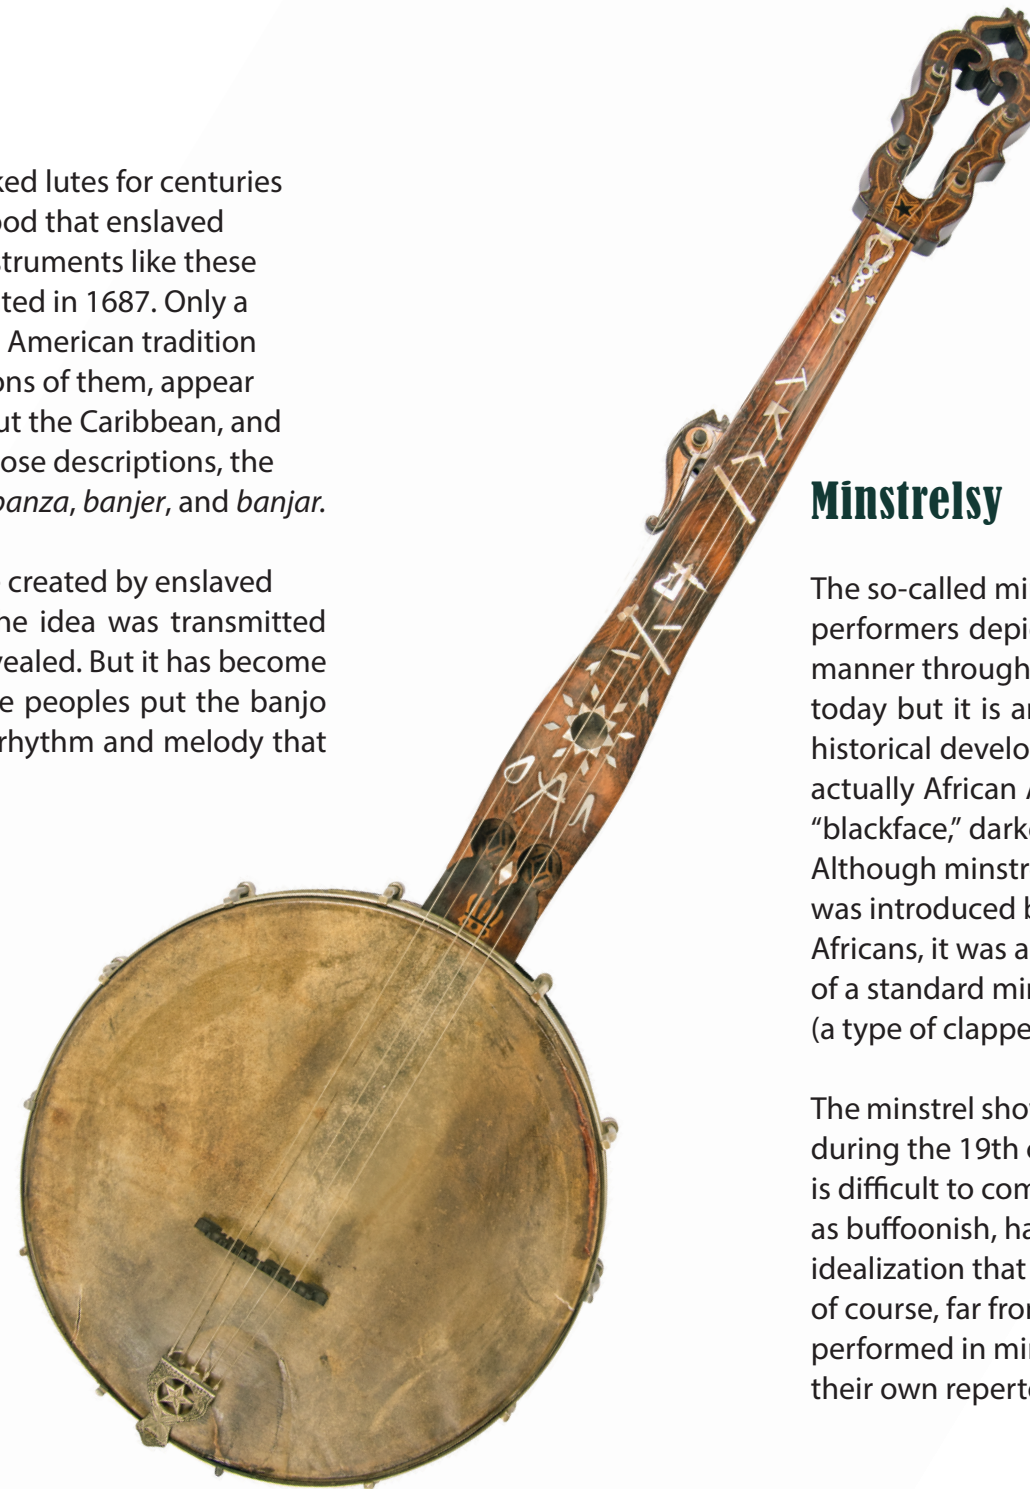 ked lutes for centuries
ood that enslaved
struments like these
ted in 1687. Only a
American tradition
ons of them, appear
ut the Caribbean, and
ose descriptions, the
banza, banjer, and banjar.
created by enslaved
he idea was transmitted
vealed. But it has become
e peoples put the banjo
rhythm and melody that
Minstrelsy
The so-called mi
performers depi
manner through
today but it is a
historical develo
actually African A
“blackface,” dark
Although minstr
was introduced b
Africans, it was a
of a standard mi
(a type of clappe
The minstrel sho
during the 19th c
is difficult to com
as buffoonish, ha
idealization that
of course, far fro
performed in mi
their own reperto